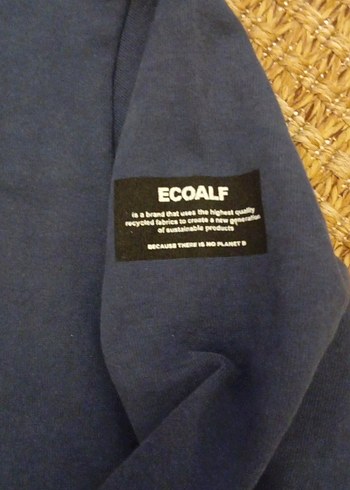 ECOALF
is a brand that uses the highest quality
recycled fabrics to create a new generation
of sustainable products
BECAUSE THERE IS NO PLANET B